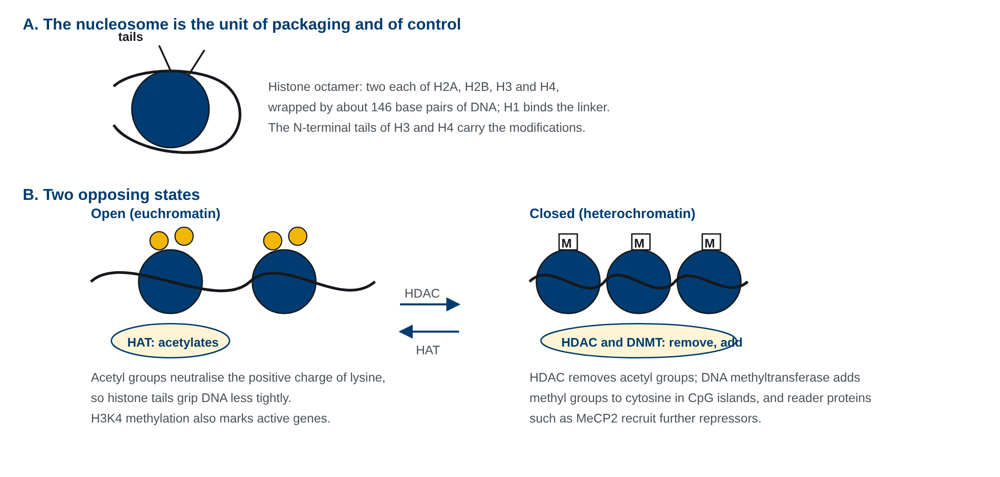 A. The nucleosome is the unit of packaging and of control
tails
Histone octamer: two each of H2A, H2B, H3 and H4,
wrapped by about 146 base pairs of DNA; H1 binds the linker.
The N-terminal tails of H3 and H4 carry the modifications.
B. Two opposing states
Open (euchromatin)
Closed (heterochromatin)
M
M
M
HDAC
HAT
HAT: acetylates
HDAC and DNMT: remove, add
Acetyl groups neutralise the positive charge of lysine,
so histone tails grip DNA less tightly.
H3K4 methylation also marks active genes.
HDAC removes acetyl groups; DNA methyltransferase adds
methyl groups to cytosine in CpG islands, and reader proteins
such as MeCP2 recruit further repressors.